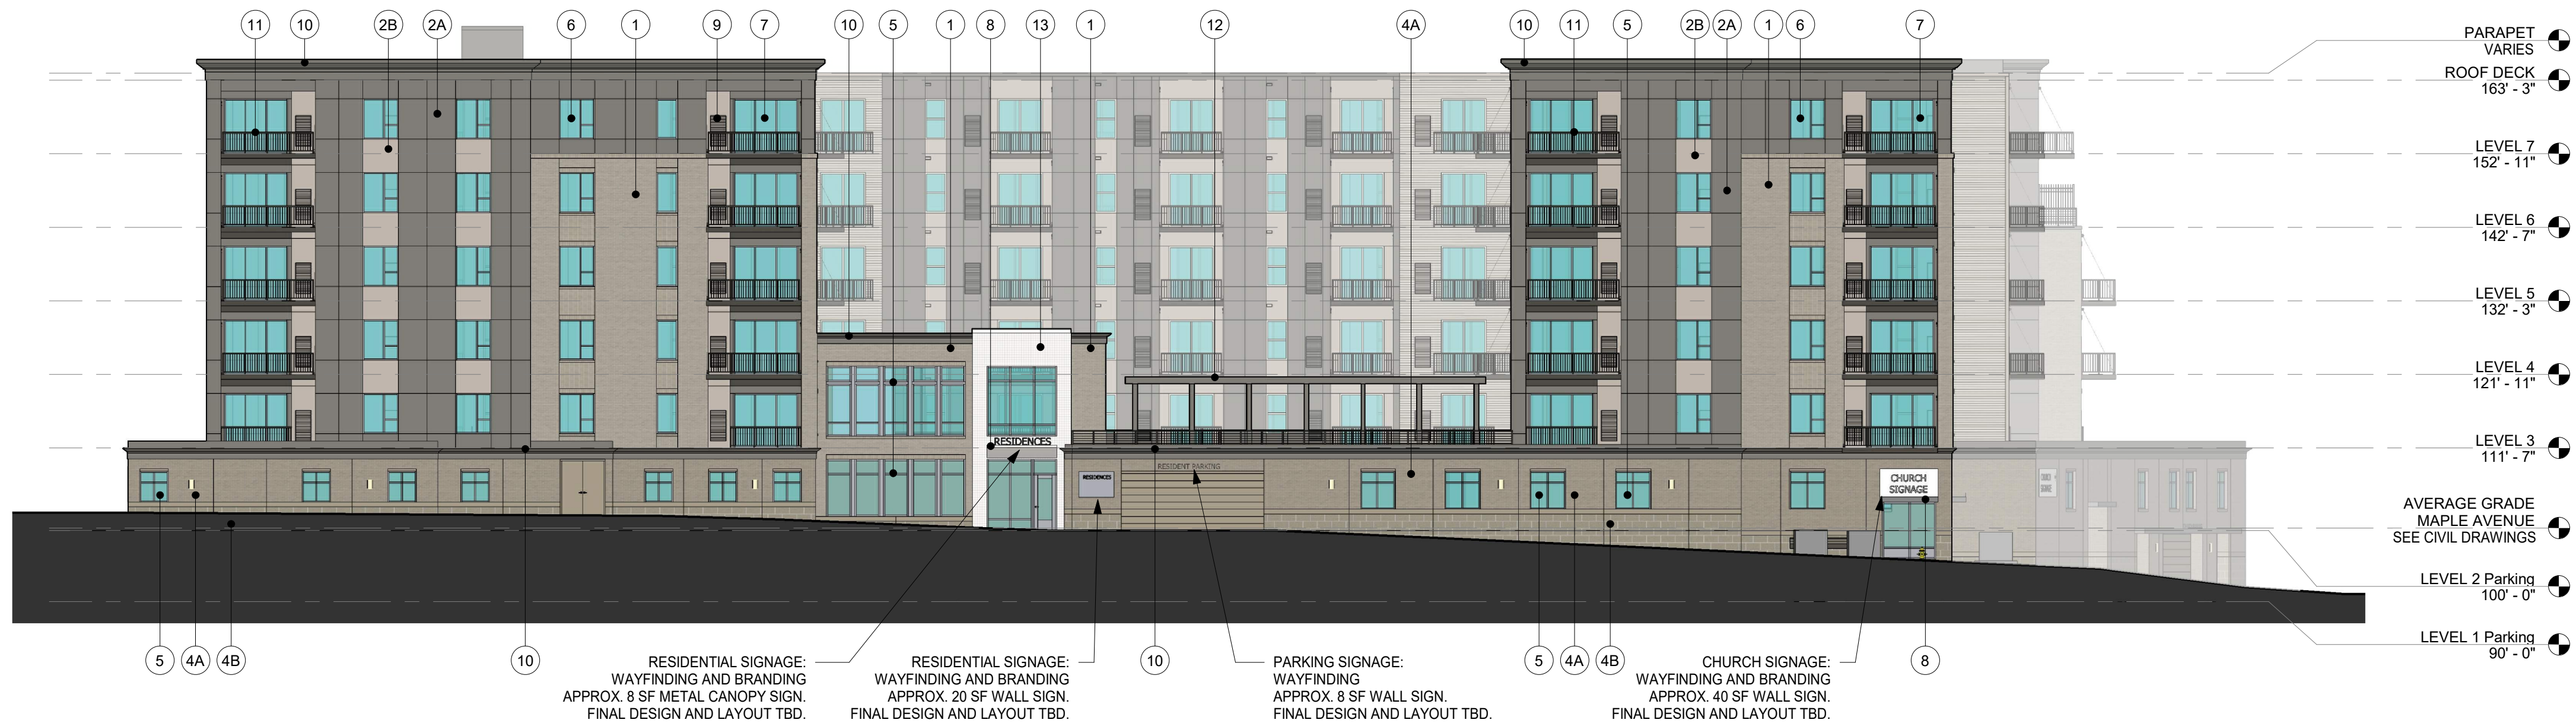 11 10 2B 2A 6 1 9 7 10 5 1 8 13 1 12 4A 10 11 5 2B 2A 1 6 7
PARAPET
VARIES
ROOF DECK
163' - 3"
LEVEL 7
152' - 11"
LEVEL 6
142' - 7"
LEVEL 5
132' - 3"
LEVEL 4
121' - 11"
LEVEL 3
111' - 7"
AVERAGE GRADE
MAPLE AVENUE
SEE CIVIL DRAWINGS
LEVEL 2 Parking
100' - 0"
LEVEL 1 Parking
90' - 0"
RESIDENCES
RESIDENCES
RESIDENT PARKING
CHURCH
SIGNAGE
5 4A 4B 10 10 5 4A 4B 8
RESIDENTIAL SIGNAGE:
WAYFINDING AND BRANDING
APPROX. 8 SF METAL CANOPY SIGN.
FINAL DESIGN AND LAYOUT TBD.
RESIDENTIAL SIGNAGE:
WAYFINDING AND BRANDING
APPROX. 20 SF WALL SIGN.
FINAL DESIGN AND LAYOUT TBD.
PARKING SIGNAGE:
WAYFINDING
APPROX. 8 SF WALL SIGN.
FINAL DESIGN AND LAYOUT TBD.
CHURCH SIGNAGE:
WAYFINDING AND BRANDING
APPROX. 40 SF WALL SIGN.
FINAL DESIGN AND LAYOUT TBD.